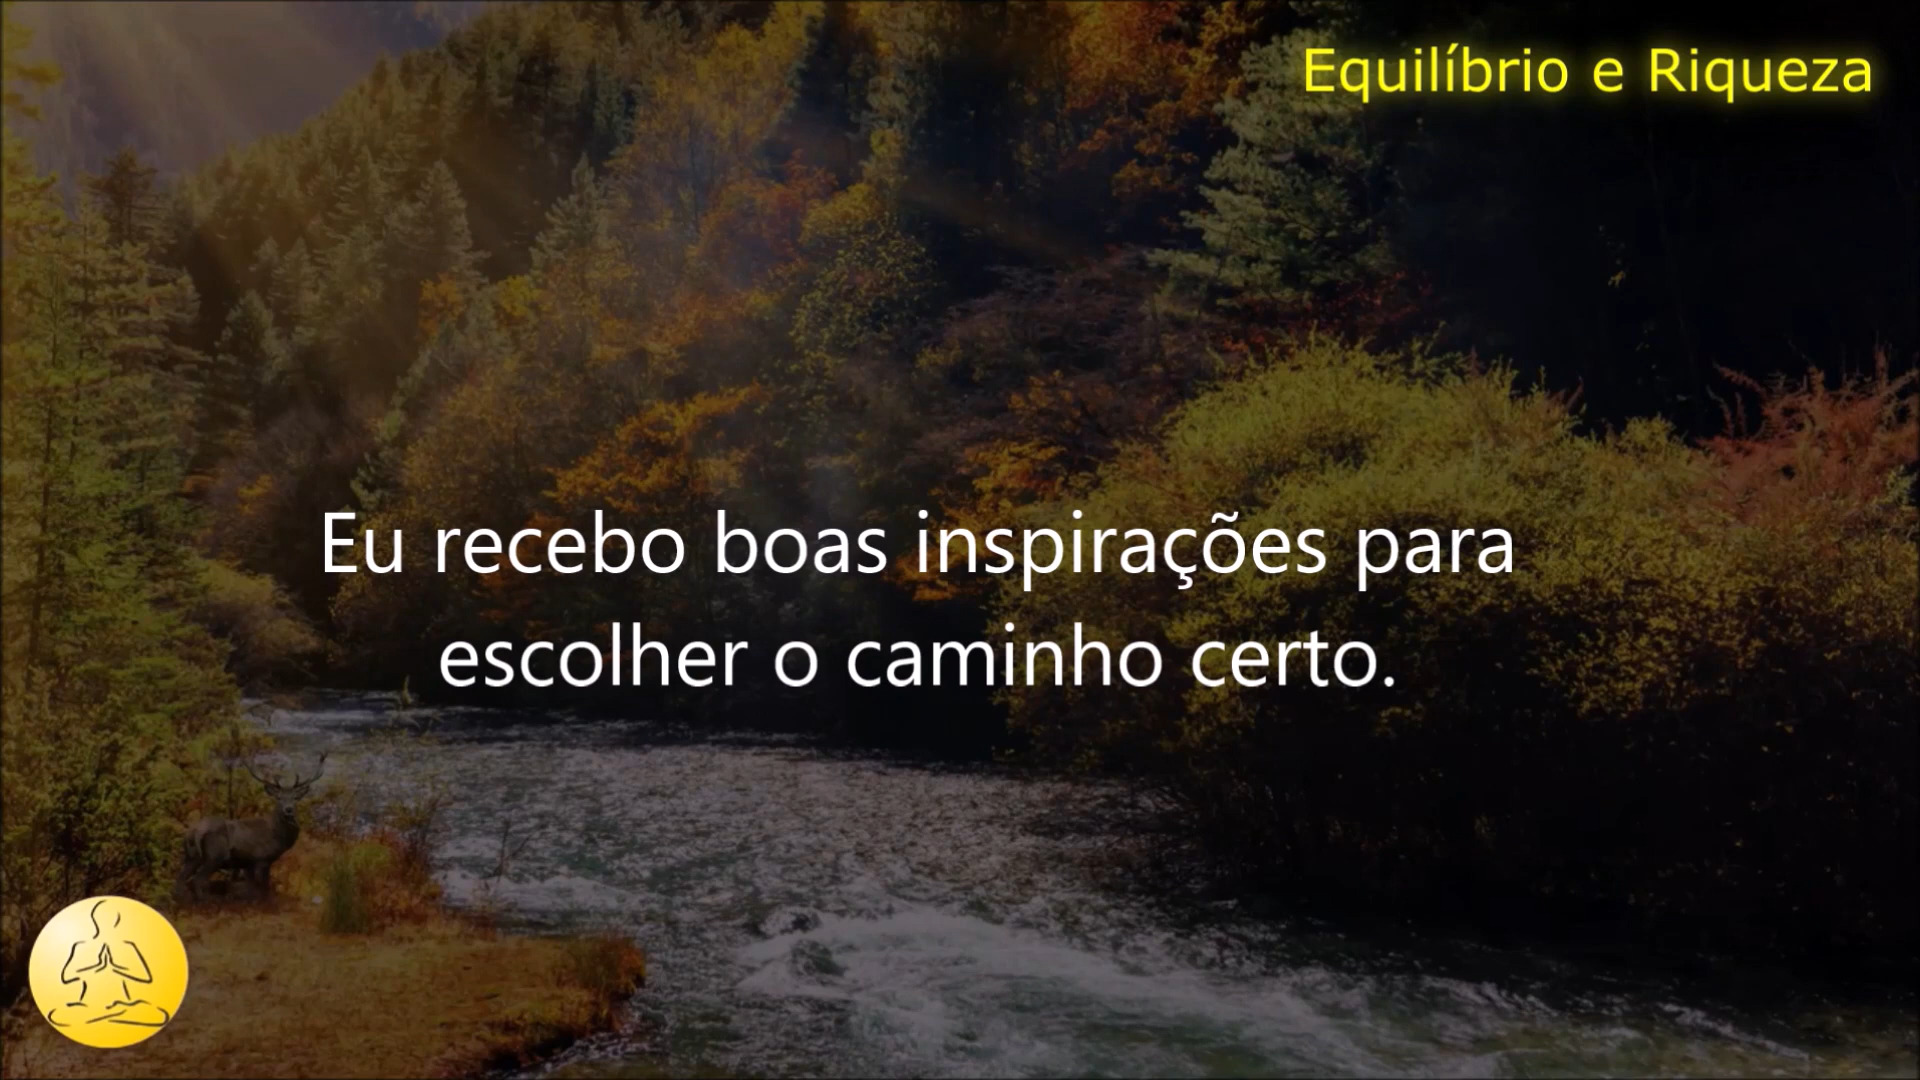 Equilíbrio e Riqueza
Eu recebo boas inspirações para
escolher o caminho certo.